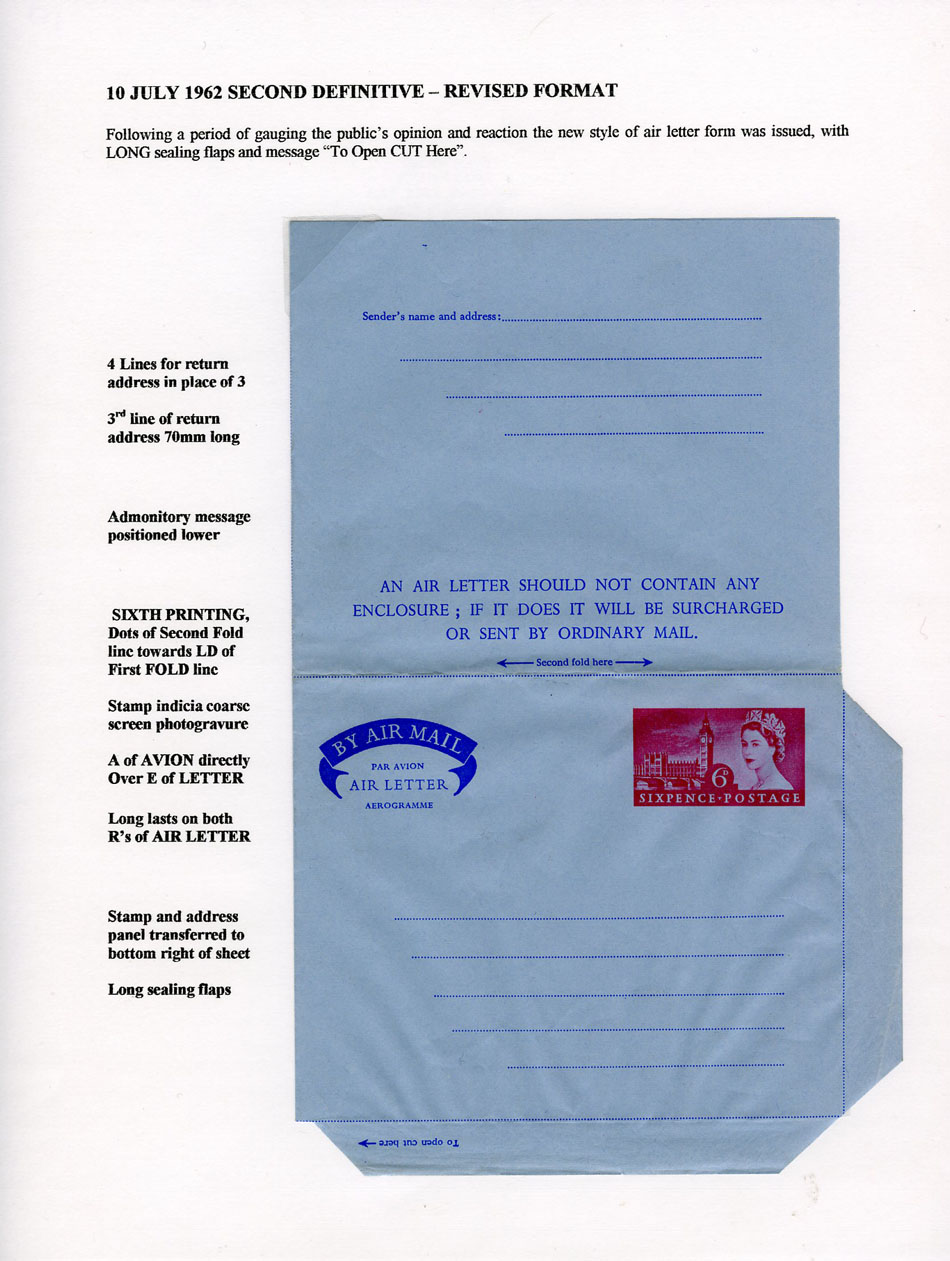 10 JULY 1962 SECOND DEFINITIVE – REVISED FORMAT
Following a period of gauging the public's opinion and reaction the new style of air letter form was issued, with
LONG sealing flaps and message “To Open CUT Here”.
4 Lines for return
address in place of 3
3rd line of return
address 70mm long
Admonitory message
positioned lower
SIXTH PRINTING,
Dots of Second Fold
line towards LD of
First FOLD line
Stamp indicia coarse
screen photogravure
A of AVION directly
Over E of LETTER
Long lasts on both
R's of AIR LETTER
Stamp and address
panel transferred to
bottom right of sheet
Long sealing flaps
Sender's name and address:
AN AIR LETTER SHOULD NOT CONTAIN ANY
ENCLOSURE ; IF IT DOES IT WILL BE SURCHARGED
OR SENT BY ORDINARY MAIL.
Second fold here
BY AIR MAIL
PAR AVION
AIR LETTER
AEROGRAMME
6D
SIXPENCE·POSTAGE
To open cut here